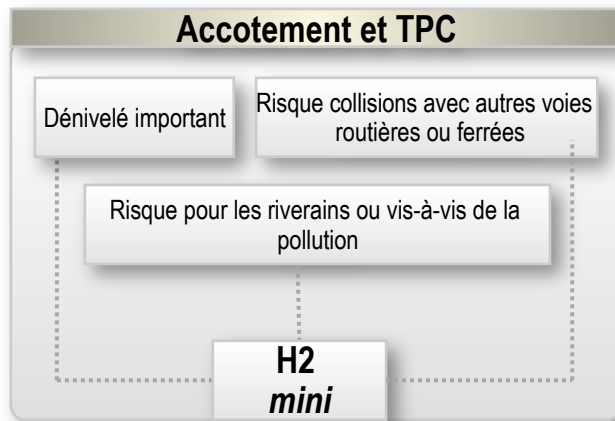 Accotement et TPC
Dénivelé important
Risque collisions avec autres voies
routières ou ferrées
Risque pour les riverains ou vis-à-vis de la
pollution
H2
mini